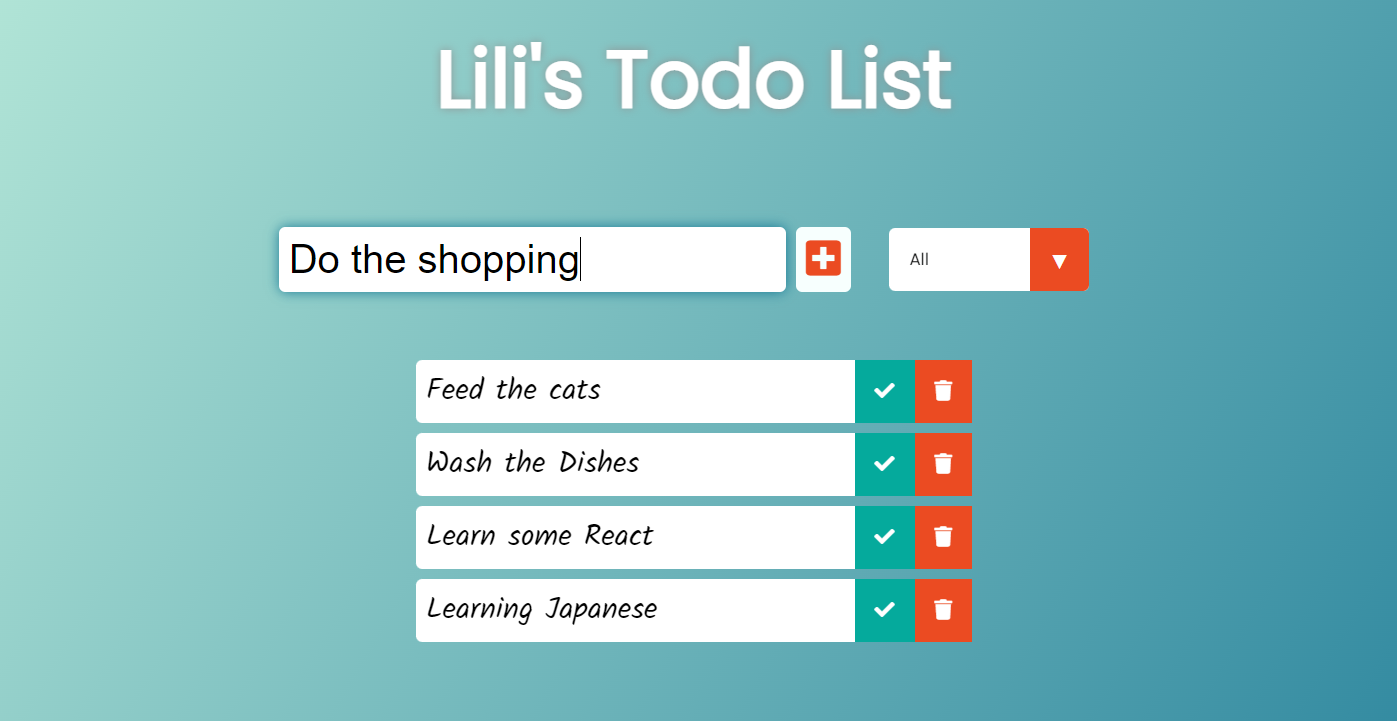 Lili's Todo List
Do the shopping
All
Feed the cats
Wash the Dishes
Learn some React
Learning Japanese